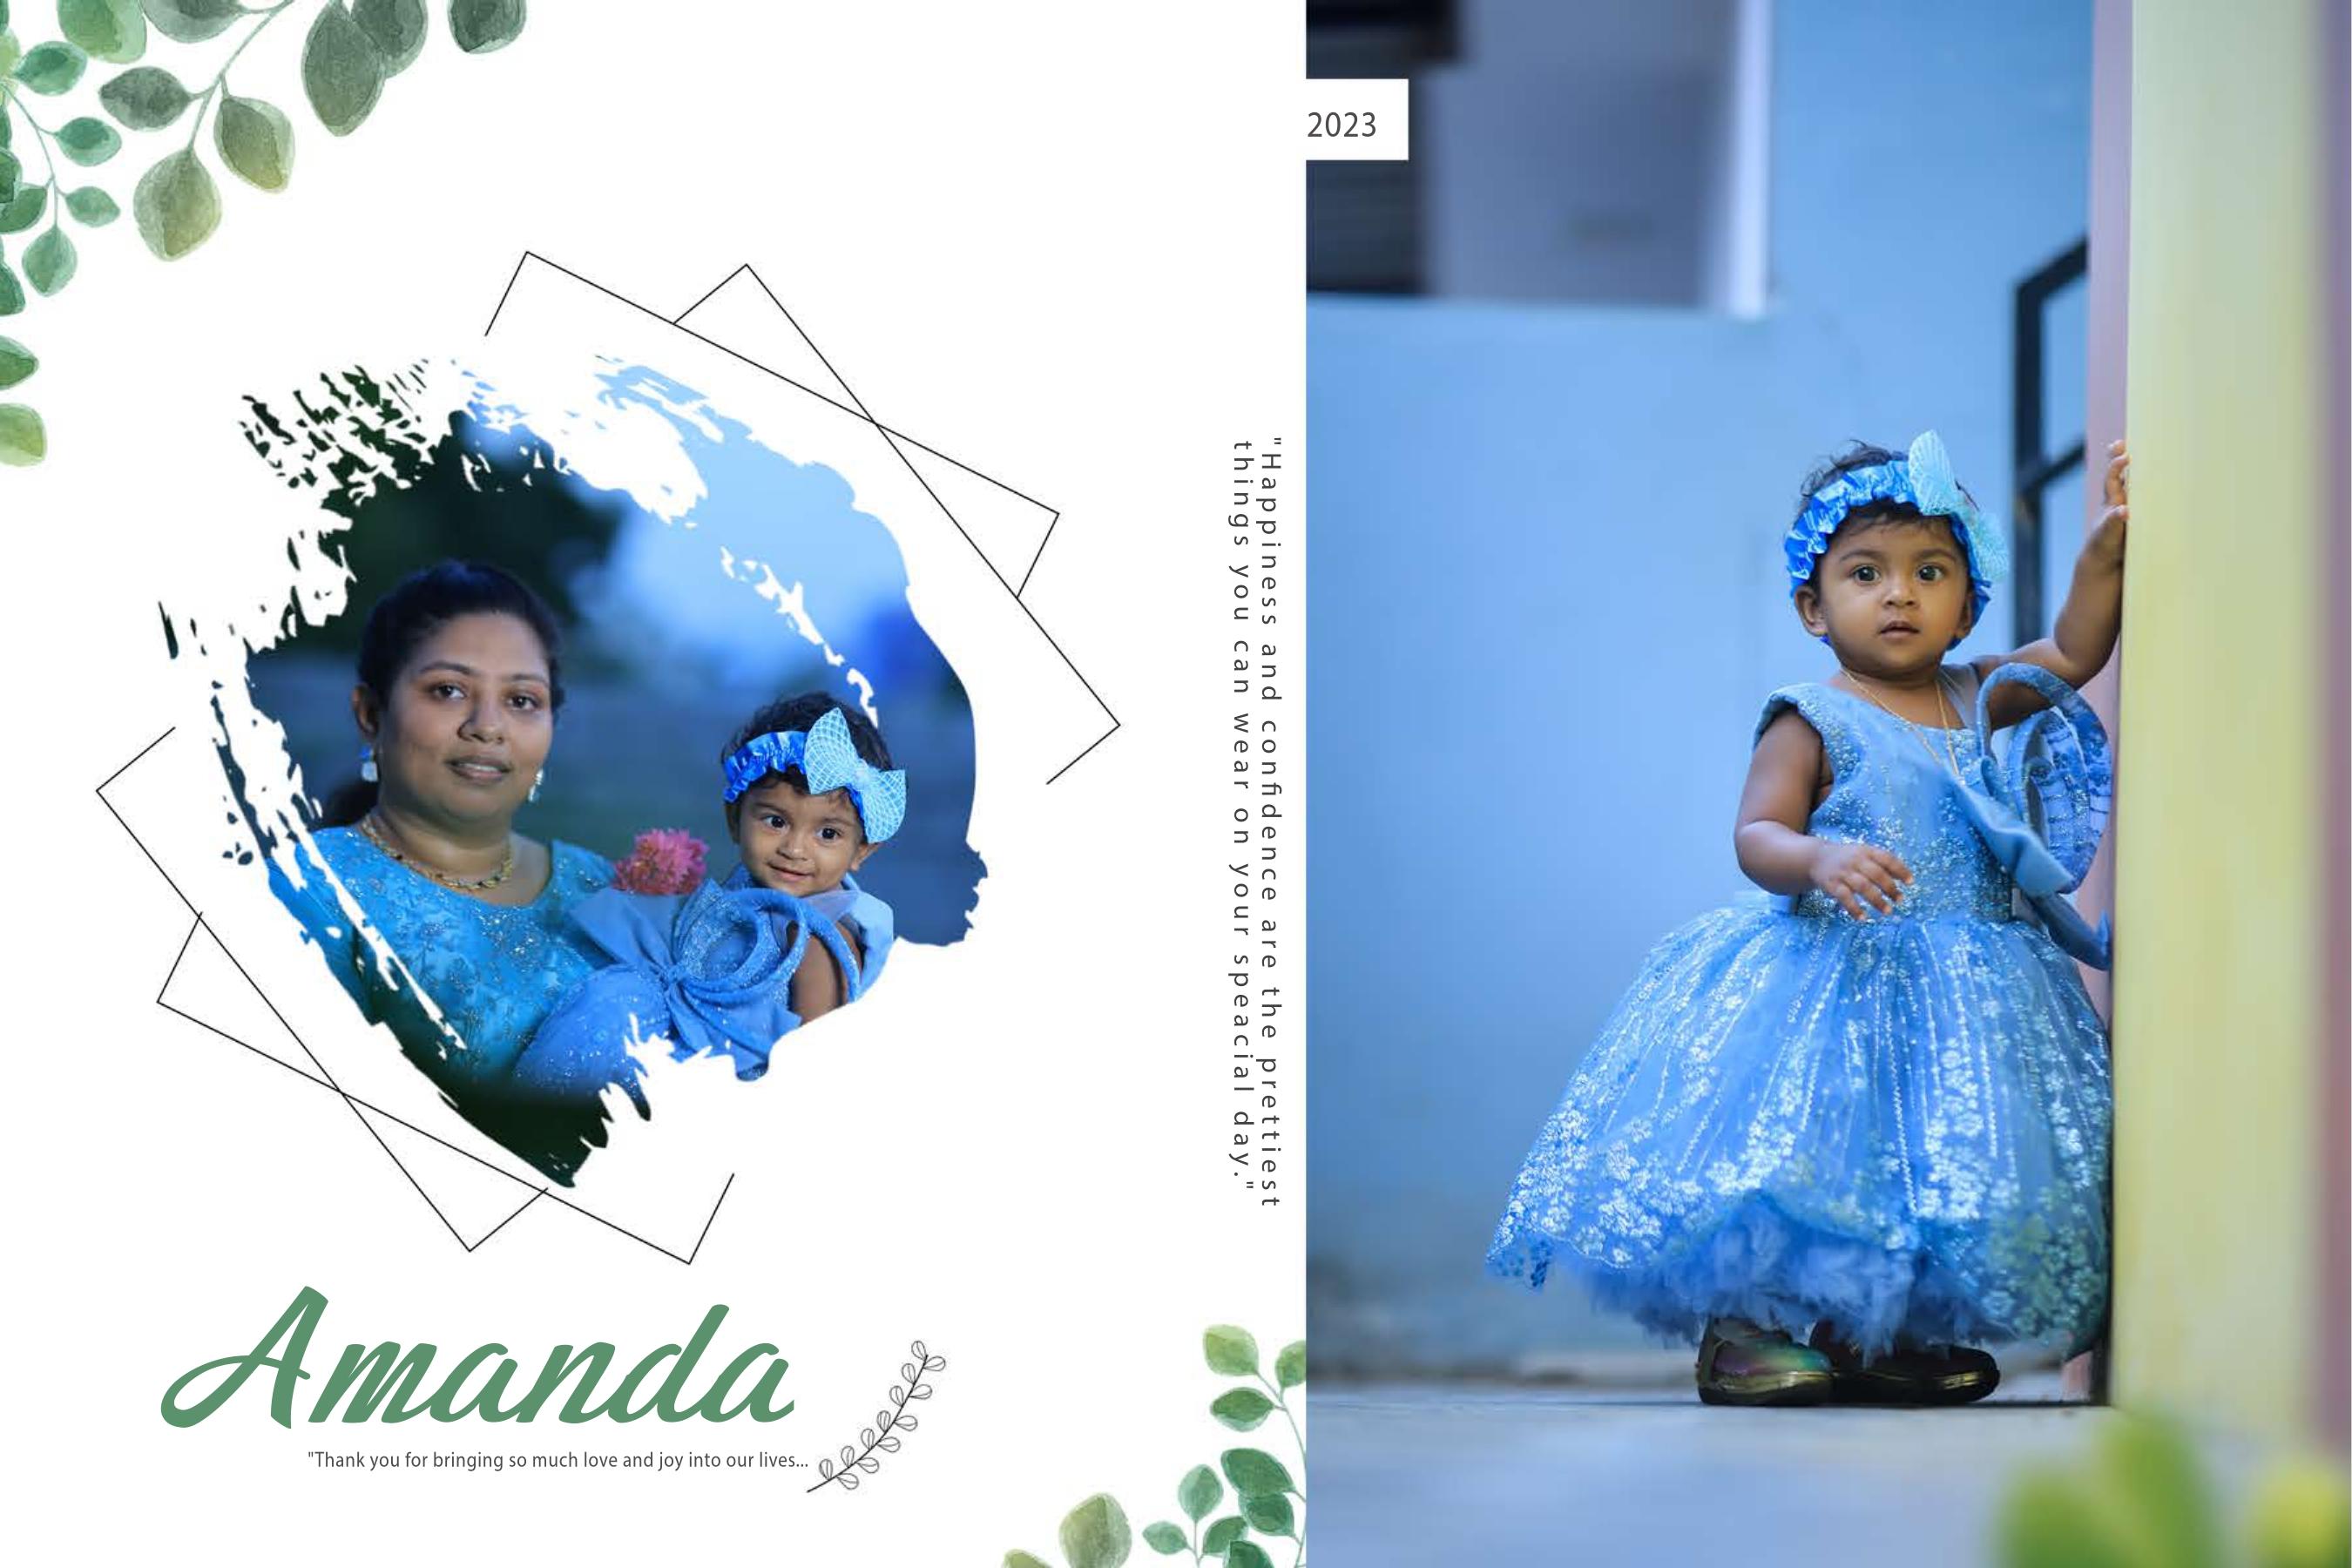 2023
"Happiness and confidence are the prettiest
things you can wear on your speacial day."
Amanda
"Thank you for bringing so much love and joy into our lives...